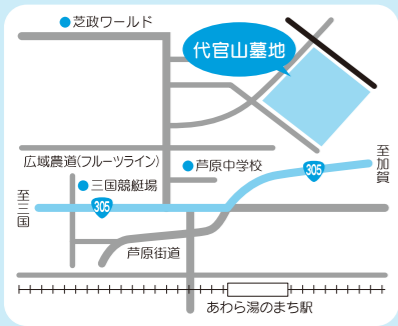 芝政ワールド
代官山墓地
広域農道(フルーツライン)
芦原中学校
至加賀
三国競艇場
305
至三国
305
芦原街道
あわら湯のまち駅